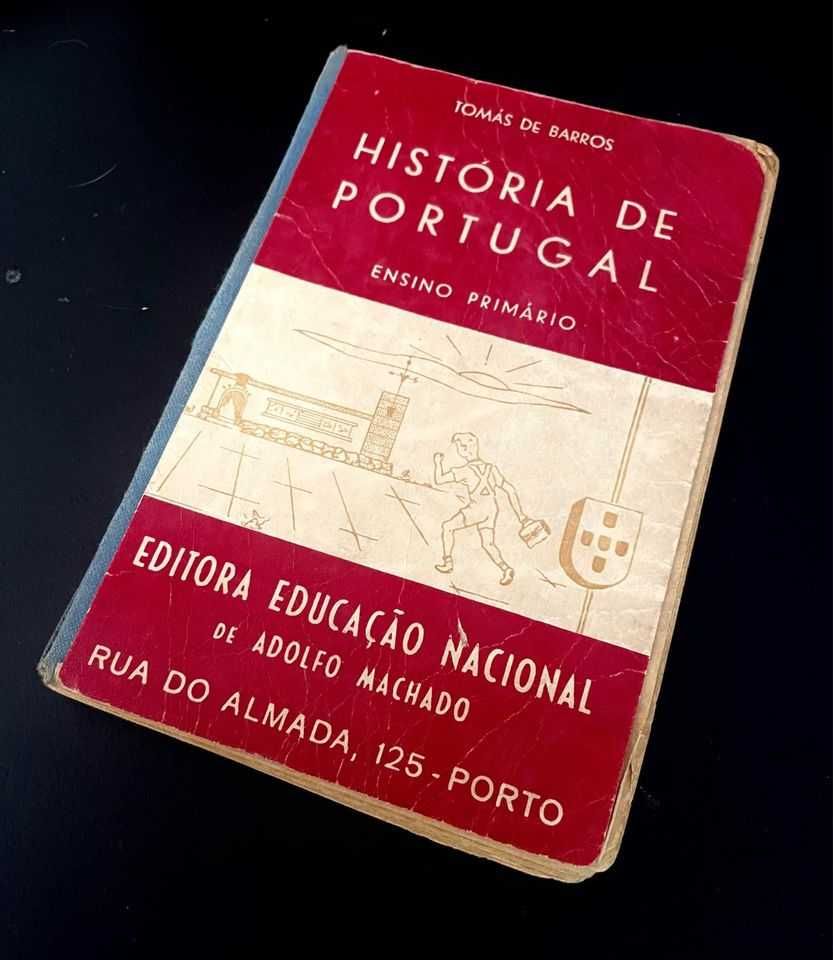 TOMÁS DE BARROS
HISTÓRIA DE
PORTUGAL
ENSINO PRIMÁRIO
EDITORA EDUCAÇÃO NACIONAL
DE ADOLFO MACHADO
RUA DO ALMADA, 125 - PORTO